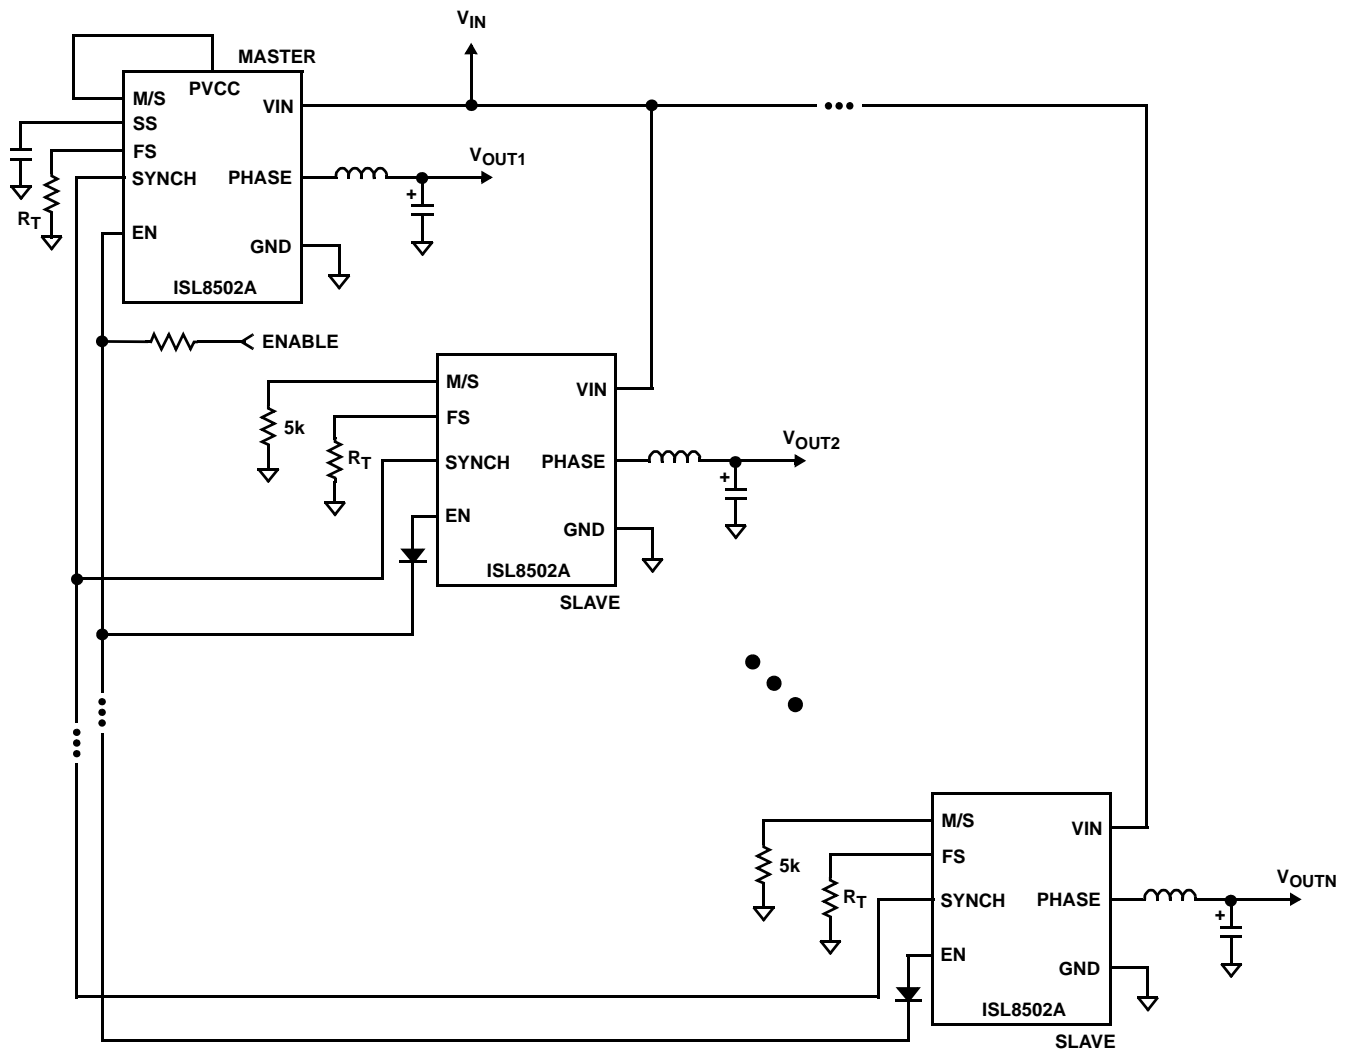 VIN
MASTER
PVCC
M/S
VIN
SS
FS
SYNCH
PHASE
VOUT1
+
RT
EN
GND
ISL8502A
ENABLE
M/S
VIN
FS
5k
RT
SYNCH
PHASE
VOUT2
+
EN
GND
ISL8502A
SLAVE
M/S
VIN
FS
5k
RT
SYNCH
PHASE
VOUTN
+
EN
GND
ISL8502A
SLAVE